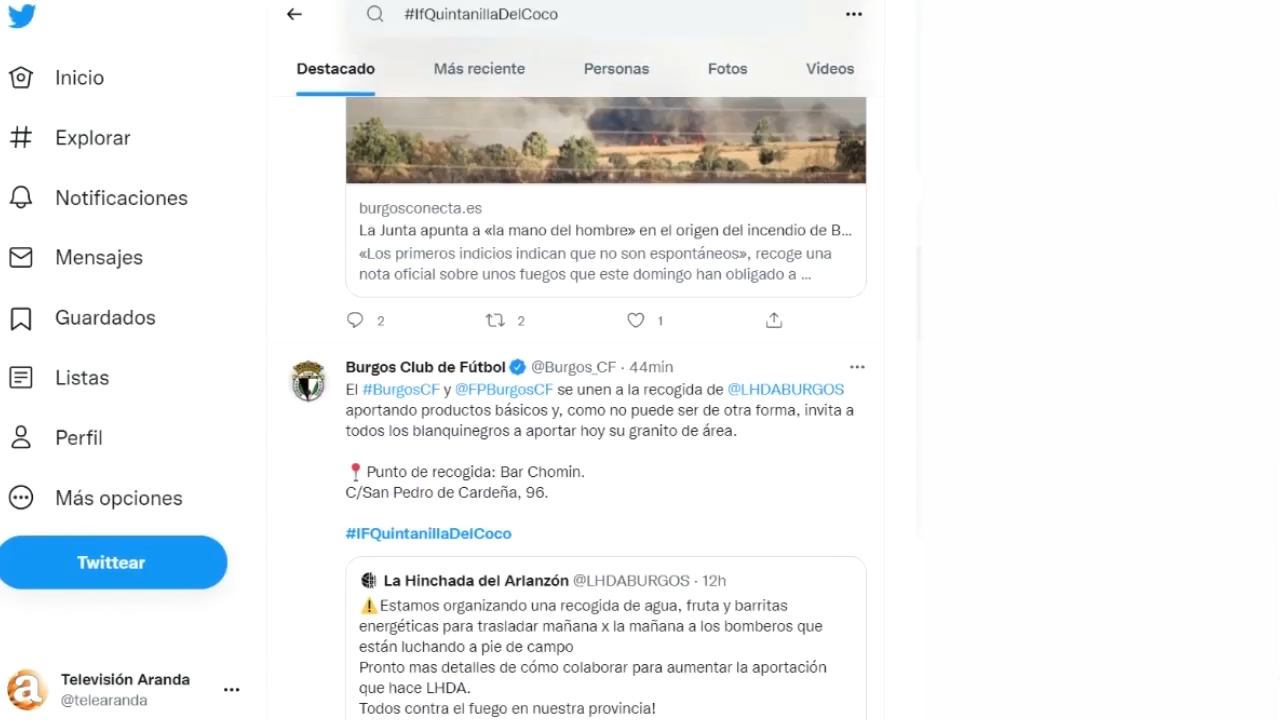 #IfQuintanillaDelCoco
Destacado
Más reciente
Personas
Fotos
Videos
Inicio
Explorar
Notificaciones
Mensajes
Guardados
Listas
Perfil
Más opciones
Twittear
Televisión Aranda
@telearanda
burgosconecta.es
La Junta apunta a «la mano del hombre» en el origen del incendio de B...
«Los primeros indicios indican que no son espontáneos», recoge una
nota oficial sobre unos fuegos que este domingo han obligado a ...
2
2
1
Burgos Club de Fútbol @Burgos_CF · 44min
El #BurgosCF y @FPBurgosCF se unen a la recogida de @LHDABURGOS
aportando productos básicos y, como no puede ser de otra forma, invita a
todos los blanquinegros a aportar hoy su granito de área.
Punto de recogida: Bar Chomin.
C/San Pedro de Cardeña, 96.
#IFQuintanillaDelCoco
La Hinchada del Arlanzón @LHDABURGOS · 12h
Estamos organizando una recogida de agua, fruta y barritas
energéticas para trasladar mañana x la mañana a los bomberos que
están luchando a pie de campo
Pronto mas detalles de cómo colaborar para aumentar la aportación
que hace LHDA.
Todos contra el fuego en nuestra provincia!